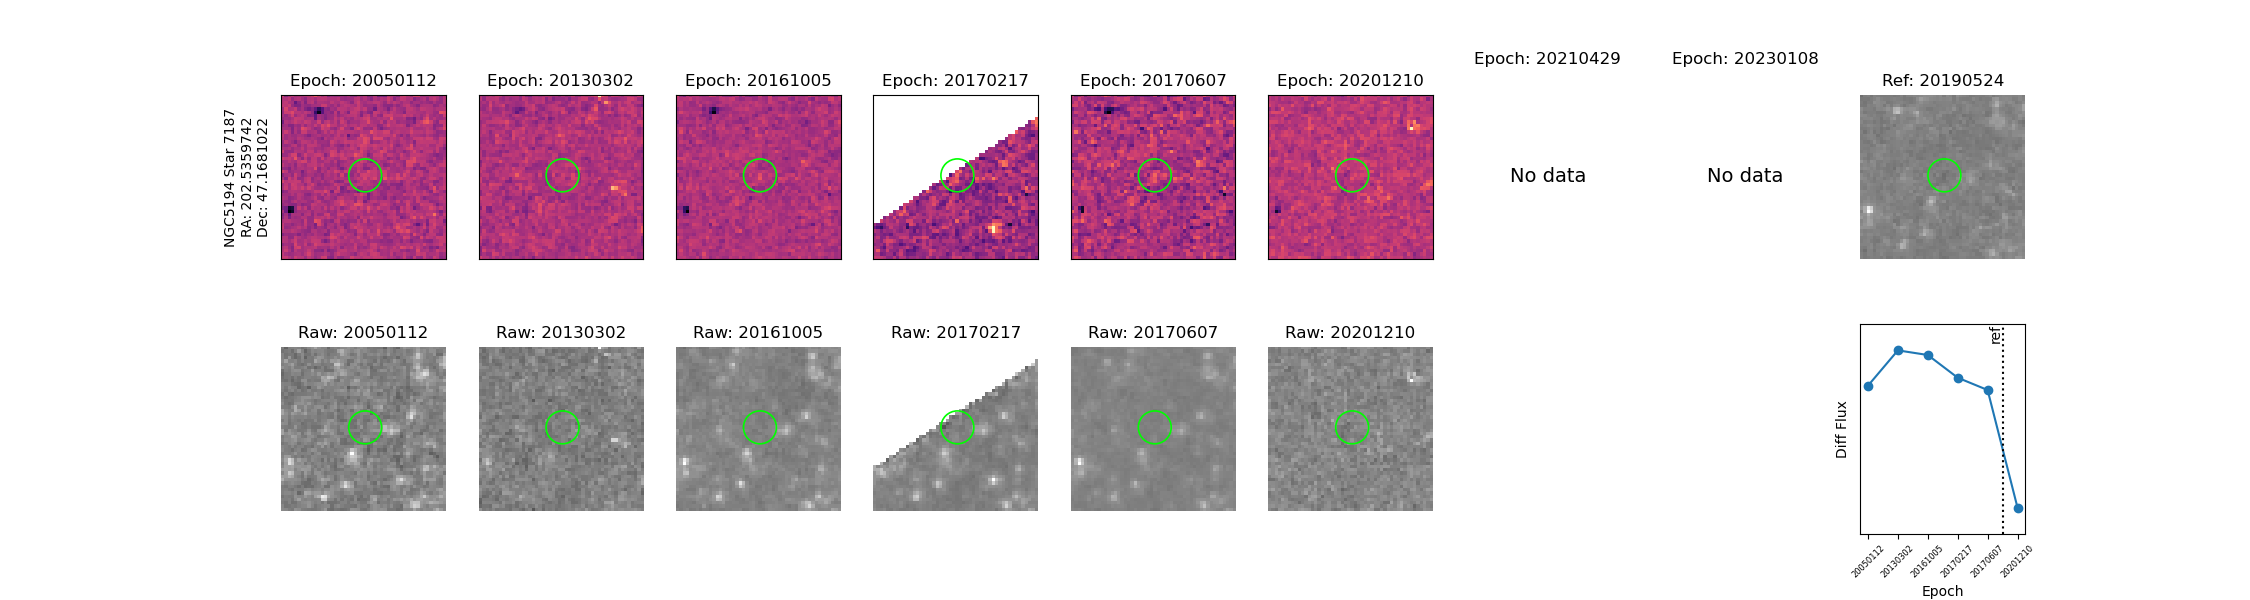 NGC5194 Star 7187
RA: 202.5359742
Dec: 47.1681022
Epoch: 20050112
Epoch: 20130302
Epoch: 20161005
Epoch: 20170217
Epoch: 20170607
Epoch: 20201210
Epoch: 20210429
Epoch: 20230108
Ref: 20190524
No data
No data
Raw: 20050112
Raw: 20130302
Raw: 20161005
Raw: 20170217
Raw: 20170607
Raw: 20201210
ref
Diff Flux
20050112
20130302
20161005
20170217
20170607
20201210
Epoch